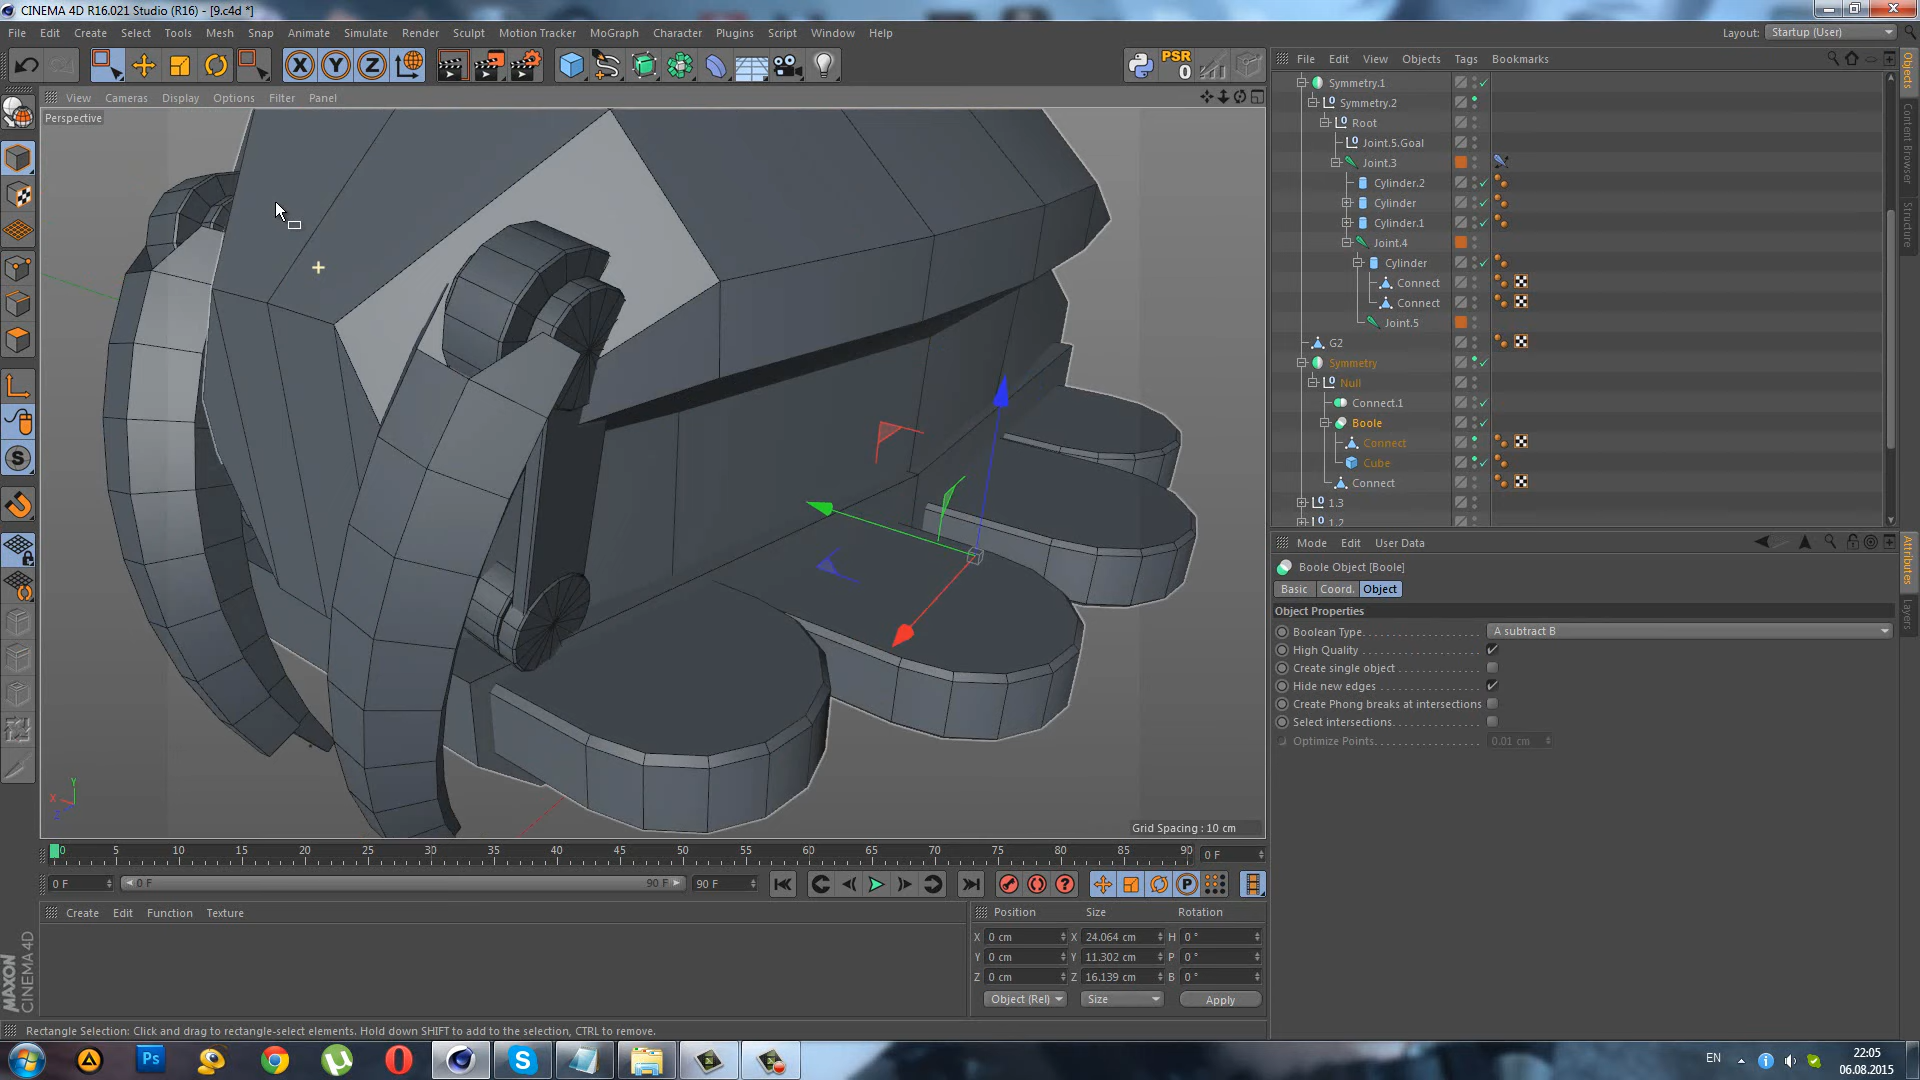 CINEMA 4D R16.021 Studio (R16) - [9.c4d *]
File Edit Create Select Tools Mesh Snap Animate Simulate Render Sculpt Motion Tracker MoGraph Character Plugins Script Window Help
Layout: Startup (User)
PSR
0
File Edit View Objects Tags Bookmarks
View Cameras Display Options Filter Panel
Perspective
Symmetry.1
Symmetry.2
Root
Joint.5.Goal
Joint.3
Cylinder.2
Cylinder
Cylinder.1
Joint.4
Cylinder
Connect
Connect
Joint.5
G2
Symmetry
Null
Connect.1
Boole
Connect
Cube
Connect
1.3
1.2
Objects
Content Browser
Structure
Mode Edit User Data
Boole Object [Boole]
Basic Coord. Object
Object Properties
Boolean Type A subtract B
High Quality
Create single object
Hide new edges
Create Phong breaks at intersections
Select intersections
Optimize Points 0.01 cm
Attributes
Layers
Y
X
Z
Grid Spacing : 10 cm
0 5 10 15 20 25 30 35 40 45 50 55 60 65 70 75 80 85 90 0 F
0 F 0 F 90 F 90 F
Create Edit Function Texture
Position Size Rotation
X 0 cm X 24.064 cm H 0 °
Y 0 cm Y 11.302 cm P 0 °
Z 0 cm Z 16.139 cm B 0 °
Object (Rel) Size Apply
MAXON
CINEMA 4D
Rectangle Selection: Click and drag to rectangle-select elements. Hold down SHIFT to add to the selection, CTRL to remove.
Ps
EN
22:05
06.08.2015